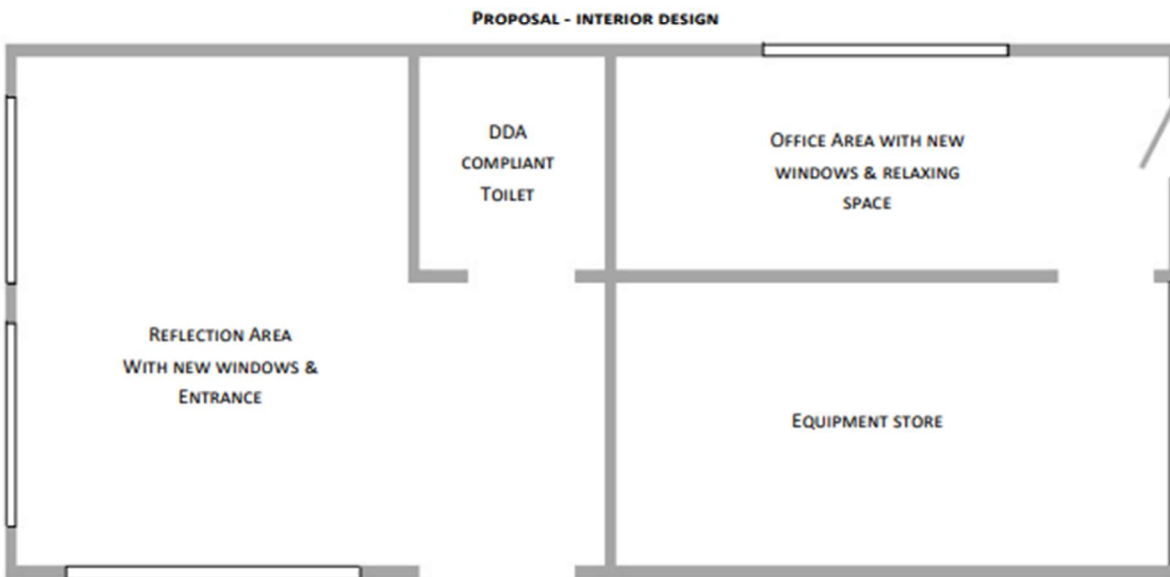 PROPOSAL - INTERIOR DESIGN
DDA
COMPLIANT
TOILET
OFFICE AREA WITH NEW
WINDOWS & RELAXING
SPACE
REFLECTION AREA
WITH NEW WINDOWS &
ENTRANCE
EQUIPMENT STORE